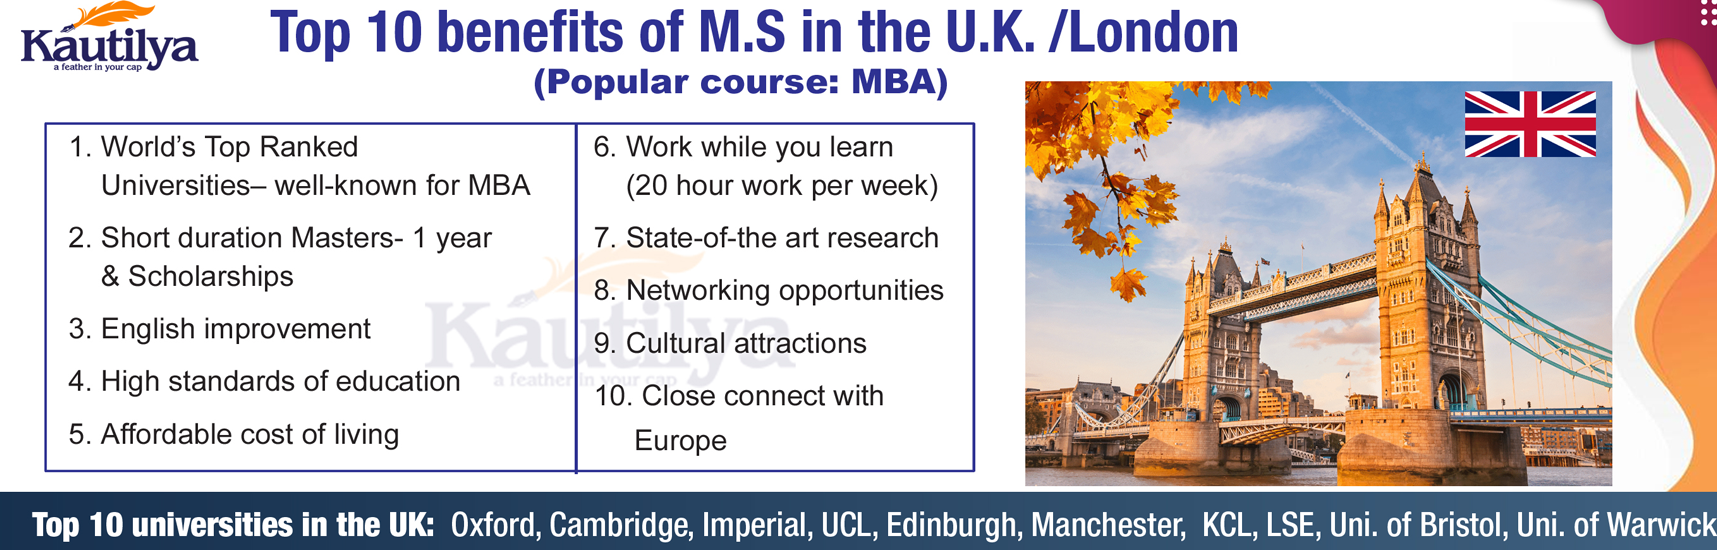 Kautilya
a feather in your cap
Top 10 benefits of M.S in the U.K. /London
(Popular course: MBA)
1. World's Top Ranked
Universities– well-known for MBA
2. Short duration Masters- 1 year
& Scholarships
3. English improvement
4. High standards of education
5. Affordable cost of living
6. Work while you learn
(20 hour work per week)
7. State-of-the art research
8. Networking opportunities
9. Cultural attractions
10. Close connect with
Europe
Kautilya
a feather in your cap
Top 10 universities in the UK: Oxford, Cambridge, Imperial, UCL, Edinburgh, Manchester, KCL, LSE, Uni. of Bristol, Uni. of Warwick